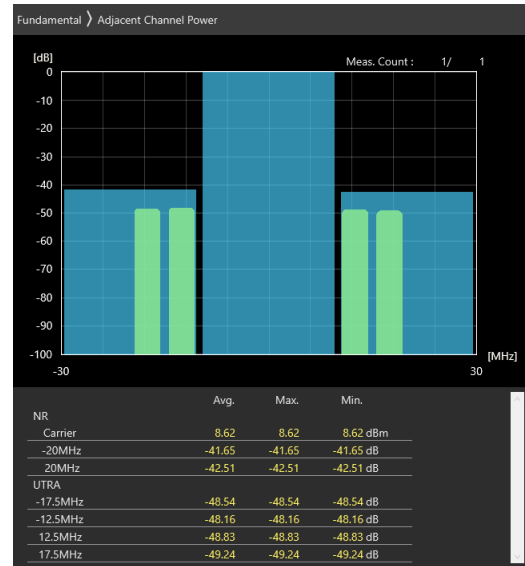 Fundamental ⟩ Adjacent Channel Power
[dB]
Meas. Count : 1/ 1
0
-10
-20
-30
-40
-50
-60
-70
-80
-90
-100
[MHz]
-30 30
Avg. Max. Min.
NR
Carrier 8.62 8.62 8.62 dBm
-20MHz -41.65 -41.65 -41.65 dB
20MHz -42.51 -42.51 -42.51 dB
UTRA
-17.5MHz -48.54 -48.54 -48.54 dB
-12.5MHz -48.16 -48.16 -48.16 dB
12.5MHz -48.83 -48.83 -48.83 dB
17.5MHz -49.24 -49.24 -49.24 dB